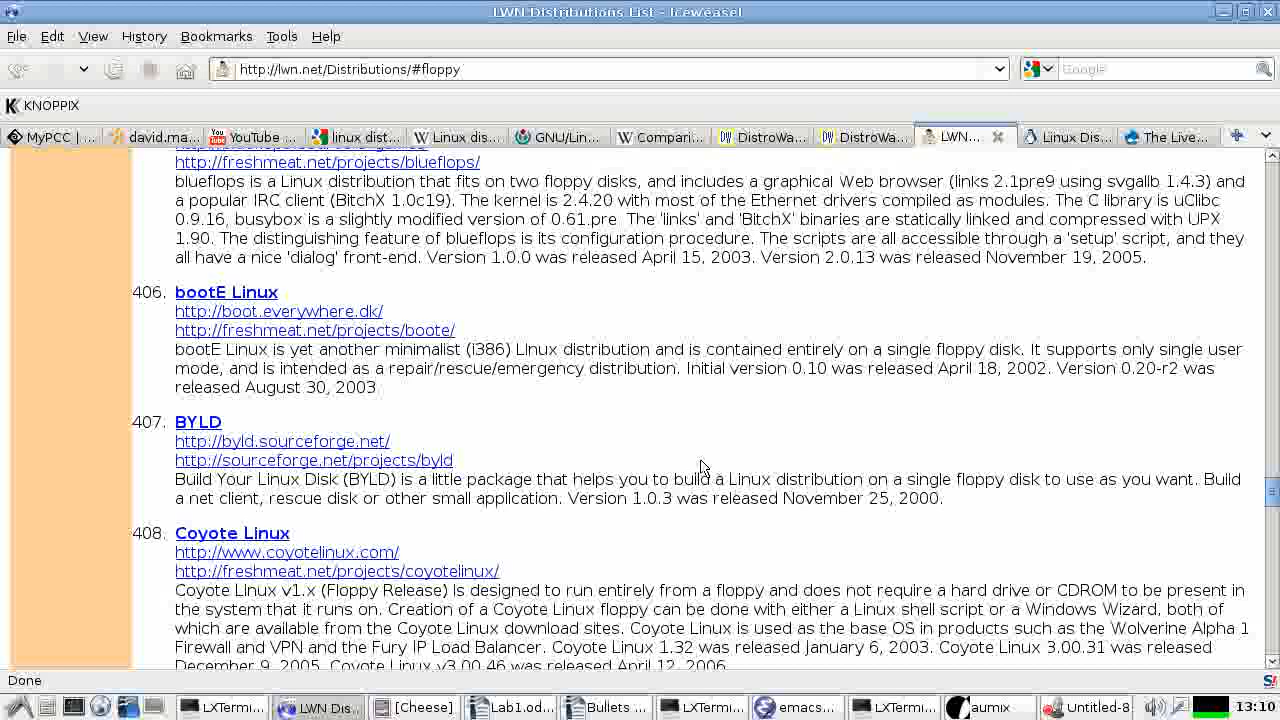 LWN Distributions List - Iceweasel
File Edit View History Bookmarks Tools Help
http://lwn.net/Distributions/#floppy
Google
KNOPPIX
MyPCC | ... david.ma... YouTube ... linux dist... Linux dis... GNU/Lin... Compari... DistroWa... DistroWa... LWN... Linux Dis... The Live...
http://freshmeat.net/projects/blueflops/
blueflops is a Linux distribution that fits on two floppy disks, and includes a graphical Web browser (links 2.1pre9 using svgallb 1.4.3) and
a popular IRC client (BitchX 1.0c19). The kernel is 2.4.20 with most of the Ethernet drivers compiled as modules. The C library is uClibc
0.9.16, busybox is a slightly modified version of 0.61.pre. The 'links' and 'BitchX' binaries are statically linked and compressed with UPX
1.90. The distinguishing feature of blueflops is its configuration procedure. The scripts are all accessible through a 'setup' script, and they
all have a nice 'dialog' front-end. Version 1.0.0 was released April 15, 2003. Version 2.0.13 was released November 19, 2005.
406. bootE Linux
http://boot.everywhere.dk/
http://freshmeat.net/projects/boote/
bootE Linux is yet another minimalist (i386) Linux distribution and is contained entirely on a single floppy disk. It supports only single user
mode, and is intended as a repair/rescue/emergency distribution. Initial version 0.10 was released April 18, 2002. Version 0.20-r2 was
released August 30, 2003.
407. BYLD
http://byld.sourceforge.net/
http://sourceforge.net/projects/byld
Build Your Linux Disk (BYLD) is a little package that helps you to build a Linux distribution on a single floppy disk to use as you want. Build
a net client, rescue disk or other small application. Version 1.0.3 was released November 25, 2000.
408. Coyote Linux
http://www.coyotelinux.com/
http://freshmeat.net/projects/coyotelinux/
Coyote Linux v1.x (Floppy Release) is designed to run entirely from a floppy and does not require a hard drive or CDROM to be present in
the system that it runs on. Creation of a Coyote Linux floppy can be done with either a Linux shell script or a Windows Wizard, both of
which are available from the Coyote Linux download sites. Coyote Linux is used as the base OS in products such as the Wolverine Alpha 1
Firewall and VPN and the Fury IP Load Balancer. Coyote Linux 1.32 was released January 6, 2003. Coyote Linux 3.00.31 was released
December 9, 2005. Coyote Linux v3.00.46 was released April 12, 2006.
Done
LXTermi... LWN Dis... [Cheese] Lab1.od... Bullets ... LXTermi... emacs... LXTermi... aumix Untitled-8 13:10